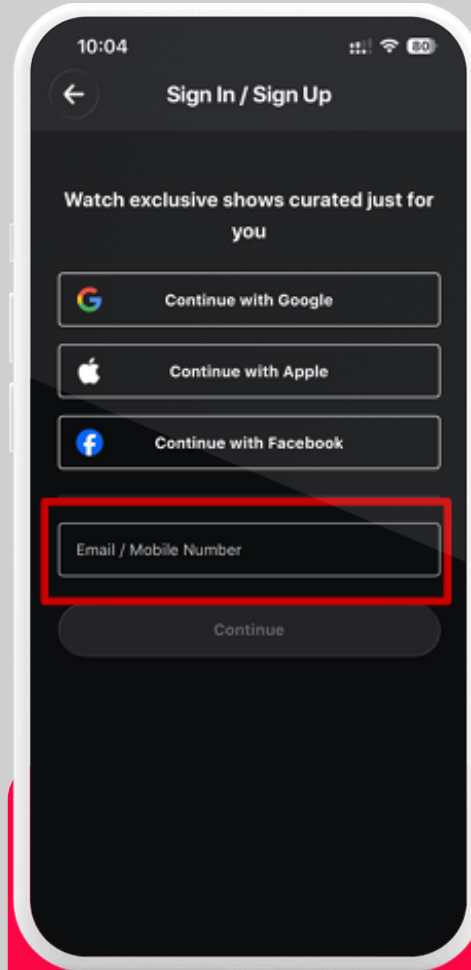 10:04
80
Sign In / Sign Up
Watch exclusive shows curated just for
you
Continue with Google
Continue with Apple
Continue with Facebook
Email / Mobile Number
Continue